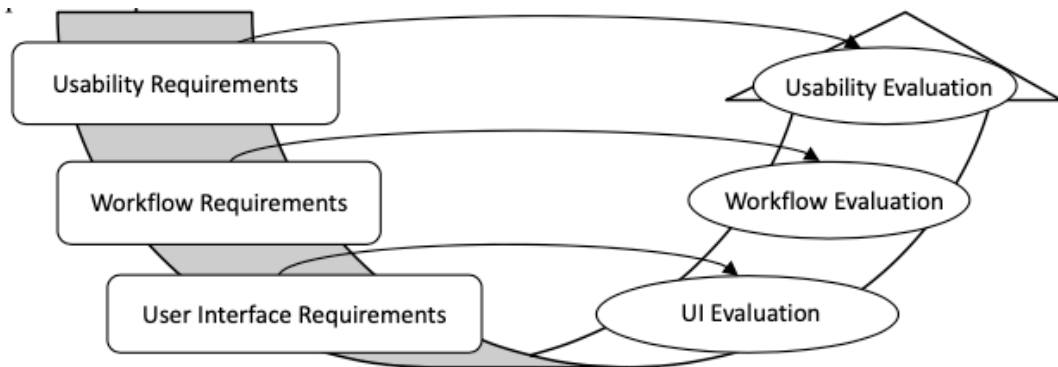 Usability Requirements
Usability Evaluation
Workflow Requirements
Workflow Evaluation
User Interface Requirements
UI Evaluation